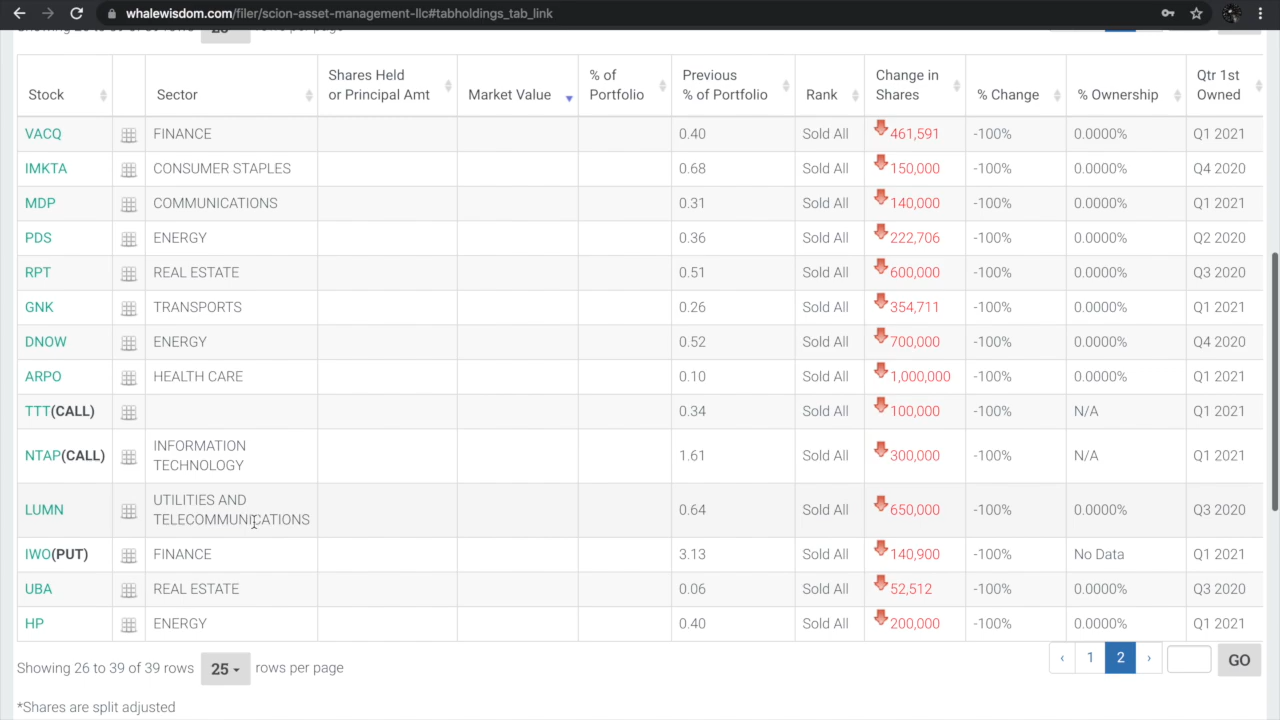 whalewisdom.com/filer/scion-asset-management-llc#tabholdings_tab_link
Stock Sector Shares Held or Principal Amt Market Value % of Portfolio Previous % of Portfolio Rank Change in Shares % Change % Ownership Qtr 1st Owned
VACQ FINANCE 0.40 Sold All 461,591 -100% 0.0000% Q1 2021
IMKTA CONSUMER STAPLES 0.68 Sold All 150,000 -100% 0.0000% Q4 2020
MDP COMMUNICATIONS 0.31 Sold All 140,000 -100% 0.0000% Q1 2021
PDS ENERGY 0.36 Sold All 222,706 -100% 0.0000% Q2 2020
RPT REAL ESTATE 0.51 Sold All 600,000 -100% 0.0000% Q3 2020
GNK TRANSPORTS 0.26 Sold All 354,711 -100% 0.0000% Q1 2021
DNOW ENERGY 0.52 Sold All 700,000 -100% 0.0000% Q4 2020
ARPO HEALTH CARE 0.10 Sold All 1,000,000 -100% 0.0000% Q1 2021
TTT(CALL) 0.34 Sold All 100,000 -100% N/A Q1 2021
NTAP(CALL) INFORMATION TECHNOLOGY 1.61 Sold All 300,000 -100% N/A Q1 2021
LUMN UTILITIES AND TELECOMMUNICATIONS 0.64 Sold All 650,000 -100% 0.0000% Q3 2020
IWO(PUT) FINANCE 3.13 Sold All 140,900 -100% No Data Q1 2021
UBA REAL ESTATE 0.06 Sold All 52,512 -100% 0.0000% Q3 2020
HP ENERGY 0.40 Sold All 200,000 -100% 0.0000% Q1 2021
Showing 26 to 39 of 39 rows 25 rows per page ‹ 1 2 › GO
*Shares are split adjusted